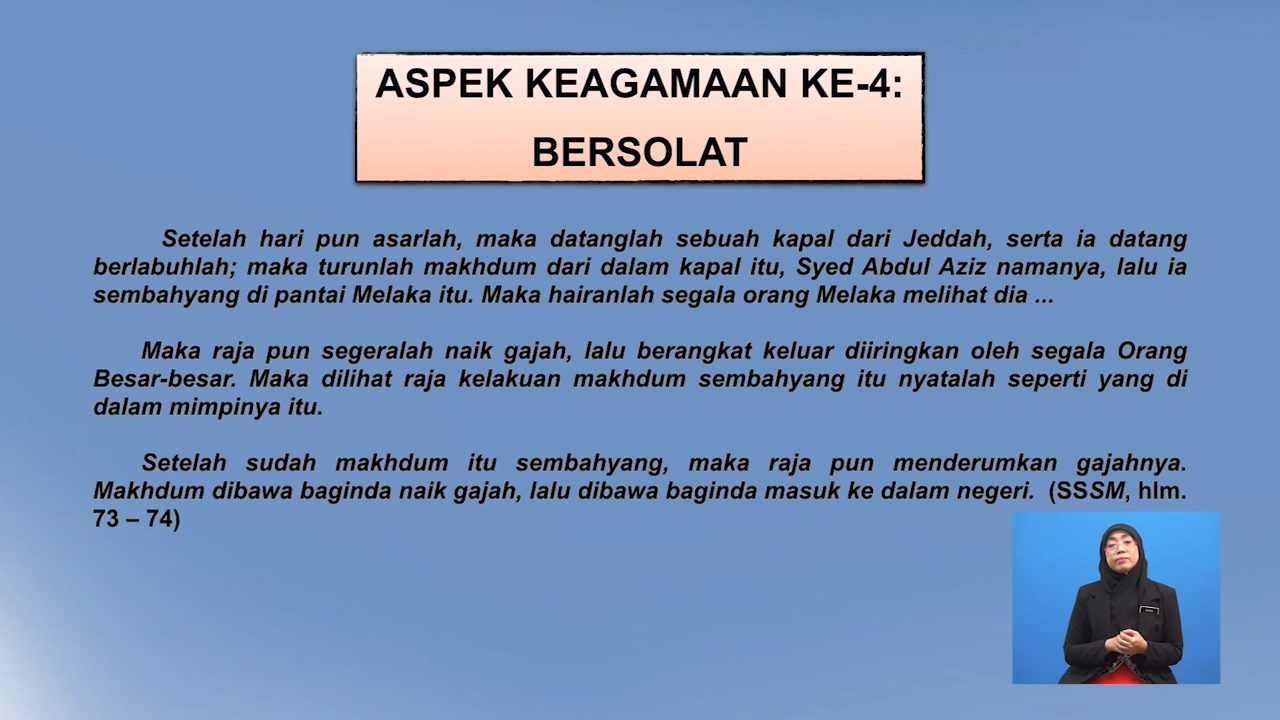 ASPEK KEAGAMAAN KE-4:
BERSOLAT
Setelah hari pun asarlah, maka datanglah sebuah kapal dari Jeddah, serta ia datang
berlabuhlah; maka turunlah makhdum dari dalam kapal itu, Syed Abdul Aziz namanya, lalu ia
sembahyang di pantai Melaka itu. Maka hairanlah segala orang Melaka melihat dia ...
Maka raja pun segeralah naik gajah, lalu berangkat keluar diiringkan oleh segala Orang
Besar-besar. Maka dilihat raja kelakuan makhdum sembahyang itu nyatalah seperti yang di
dalam mimpinya itu.
Setelah sudah makhdum itu sembahyang, maka raja pun menderumkan gajahnya.
Makhdum dibawa baginda naik gajah, lalu dibawa baginda masuk ke dalam negeri. (SSSM, hlm.
73 – 74)